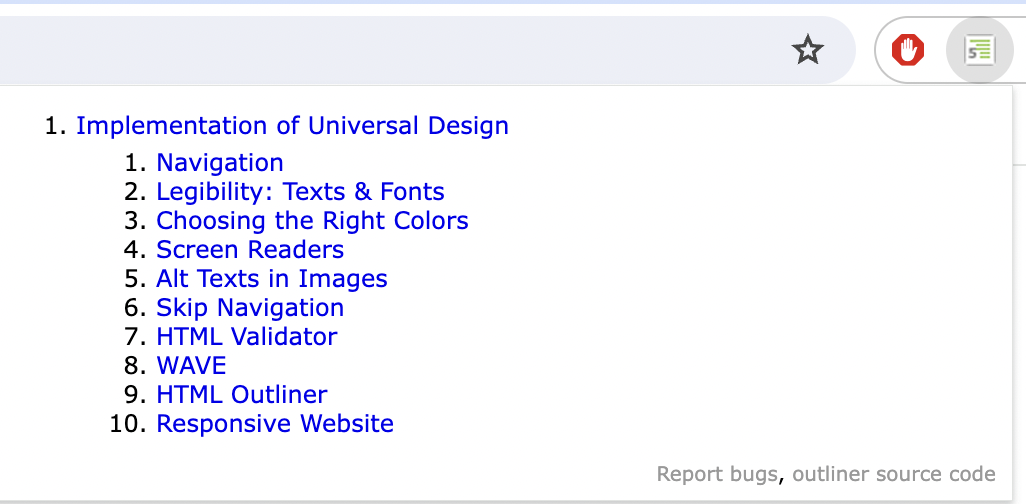 5
1. Implementation of Universal Design
1. Navigation
2. Legibility: Texts & Fonts
3. Choosing the Right Colors
4. Screen Readers
5. Alt Texts in Images
6. Skip Navigation
7. HTML Validator
8. WAVE
9. HTML Outliner
10. Responsive Website
Report bugs, outliner source code